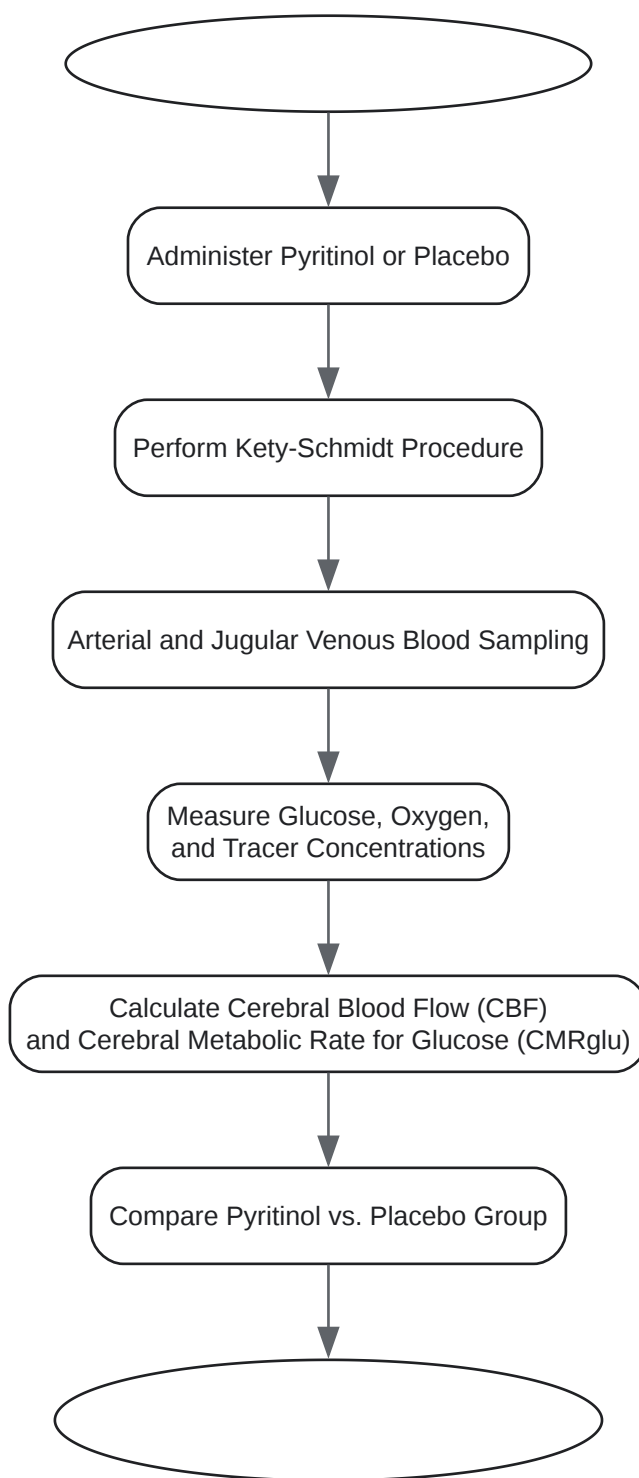 Administer Pyritinol or Placebo
Perform Kety-Schmidt Procedure
Arterial and Jugular Venous Blood Sampling
Measure Glucose, Oxygen,
and Tracer Concentrations
Calculate Cerebral Blood Flow (CBF)
and Cerebral Metabolic Rate for Glucose (CMRglu)
Compare Pyritinol vs. Placebo Group